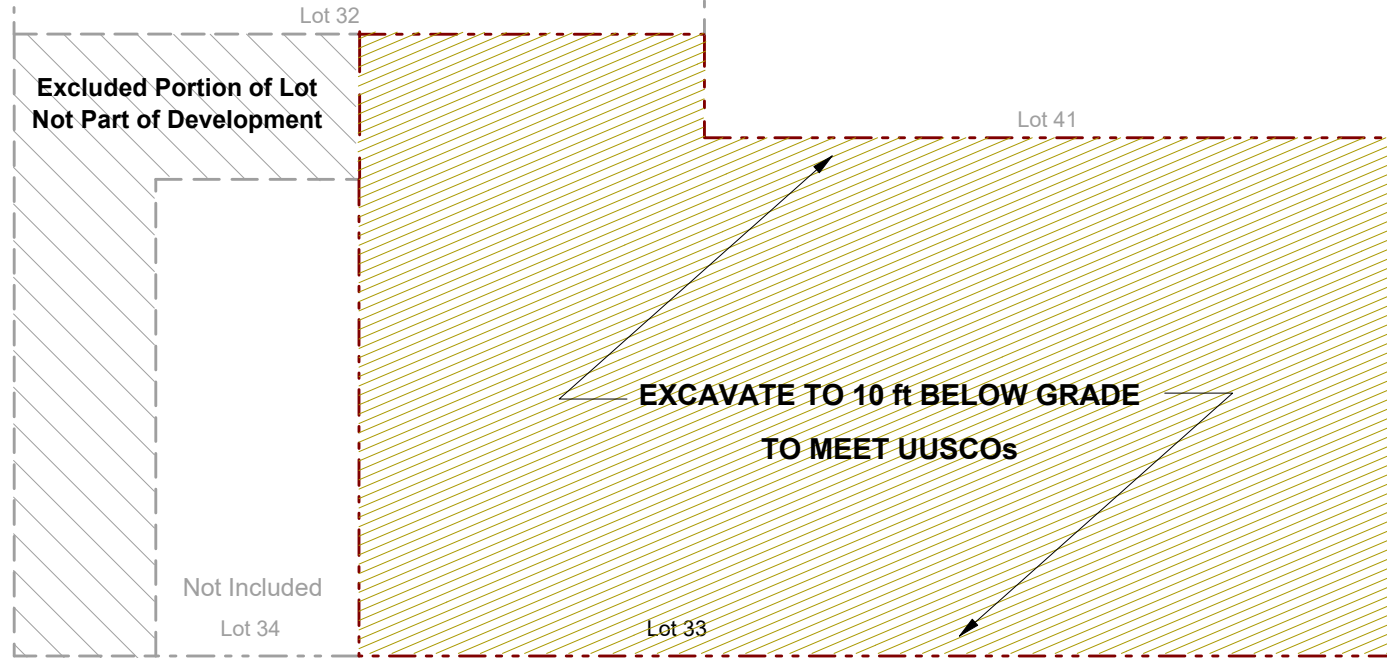 Lot 32
Excluded Portion of Lot
Not Part of Development
Lot 41
EXCAVATE TO 10 ft BELOW GRADE
TO MEET UUSCOs
Not Included
Lot 34
Lot 33